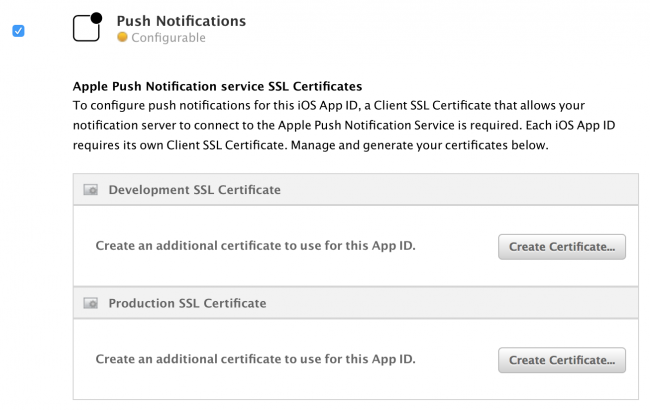 Push Notifications
Configurable
Apple Push Notification service SSL Certificates
To configure push notifications for this iOS App ID, a Client SSL Certificate that allows your
notification server to connect to the Apple Push Notification Service is required. Each iOS App ID
requires its own Client SSL Certificate. Manage and generate your certificates below.
Development SSL Certificate
Create an additional certificate to use for this App ID.
Create Certificate...
Production SSL Certificate
Create an additional certificate to use for this App ID.
Create Certificate...